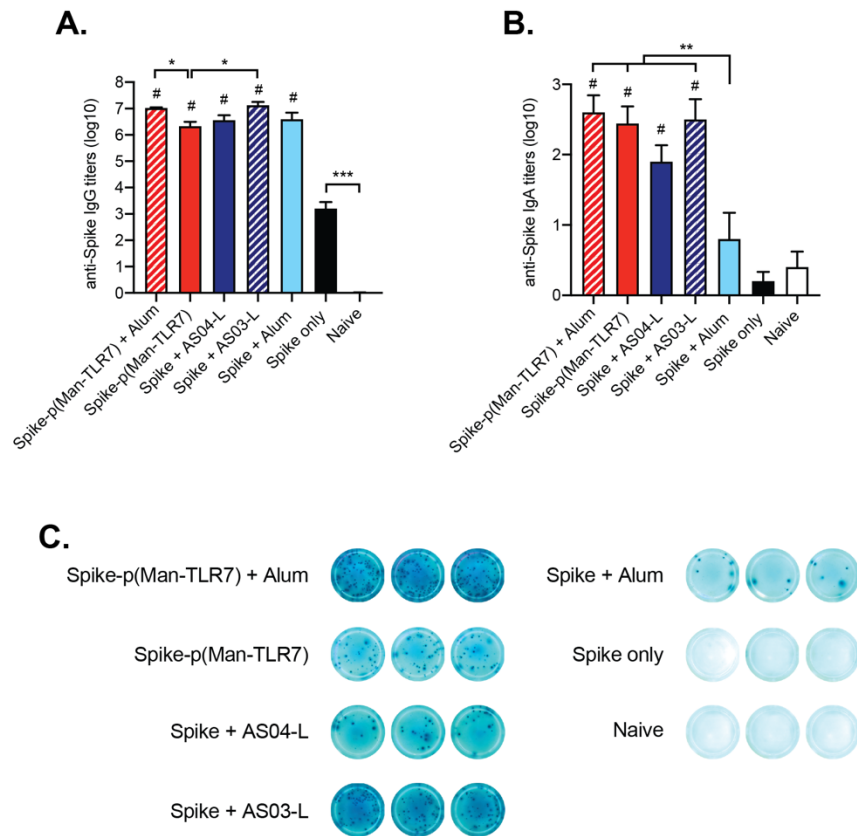 A.
* *
# # # # #
***
anti-Spike IgG titers (log10)
7
6
5
4
3
2
1
0
Spike-p(Man-TLR7) + Alum
Spike-p(Man-TLR7)
Spike + AS04-L
Spike + AS03-L
Spike + Alum
Spike only
Naive
B.
**
# # # #
anti-Spike IgA titers (log10)
3
2
1
0
Spike-p(Man-TLR7) + Alum
Spike-p(Man-TLR7)
Spike + AS04-L
Spike + AS03-L
Spike + Alum
Spike only
Naive
C.
Spike-p(Man-TLR7) + Alum
Spike-p(Man-TLR7)
Spike + AS04-L
Spike + AS03-L
Spike + Alum
Spike only
Naive